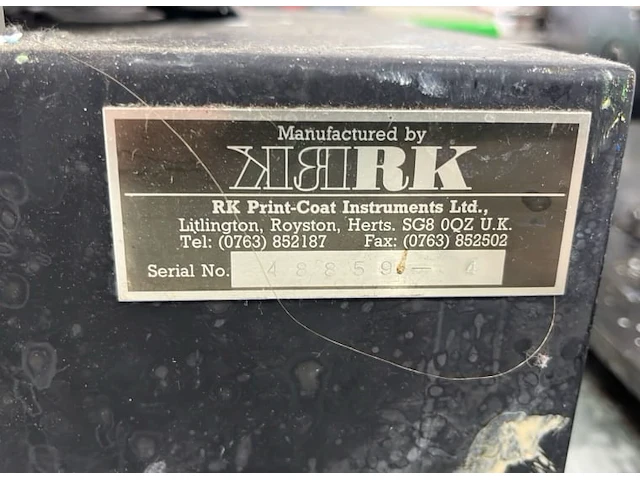 Manufactured by
RK
RK Print-Coat Instruments Ltd.,
Litlington, Royston, Herts. SG8 0QZ U.K.
Tel: (0763) 852187 Fax: (0763) 852502
Serial No. 48859 - 4